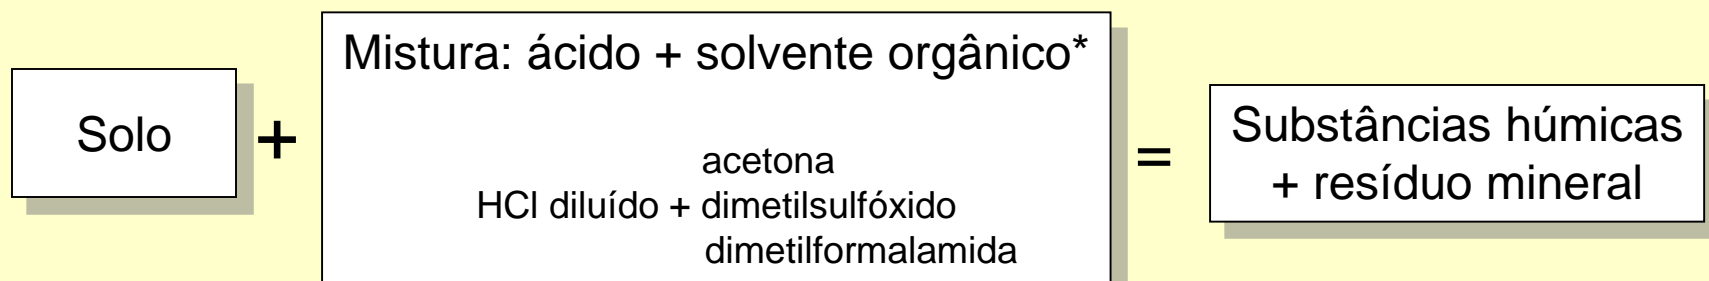 Solo
+
Mistura: ácido + solvente orgânico*
acetona
HCl diluído + dimetilsulfóxido
dimetilformalamida
=
Substâncias húmicas
+ resíduo mineral